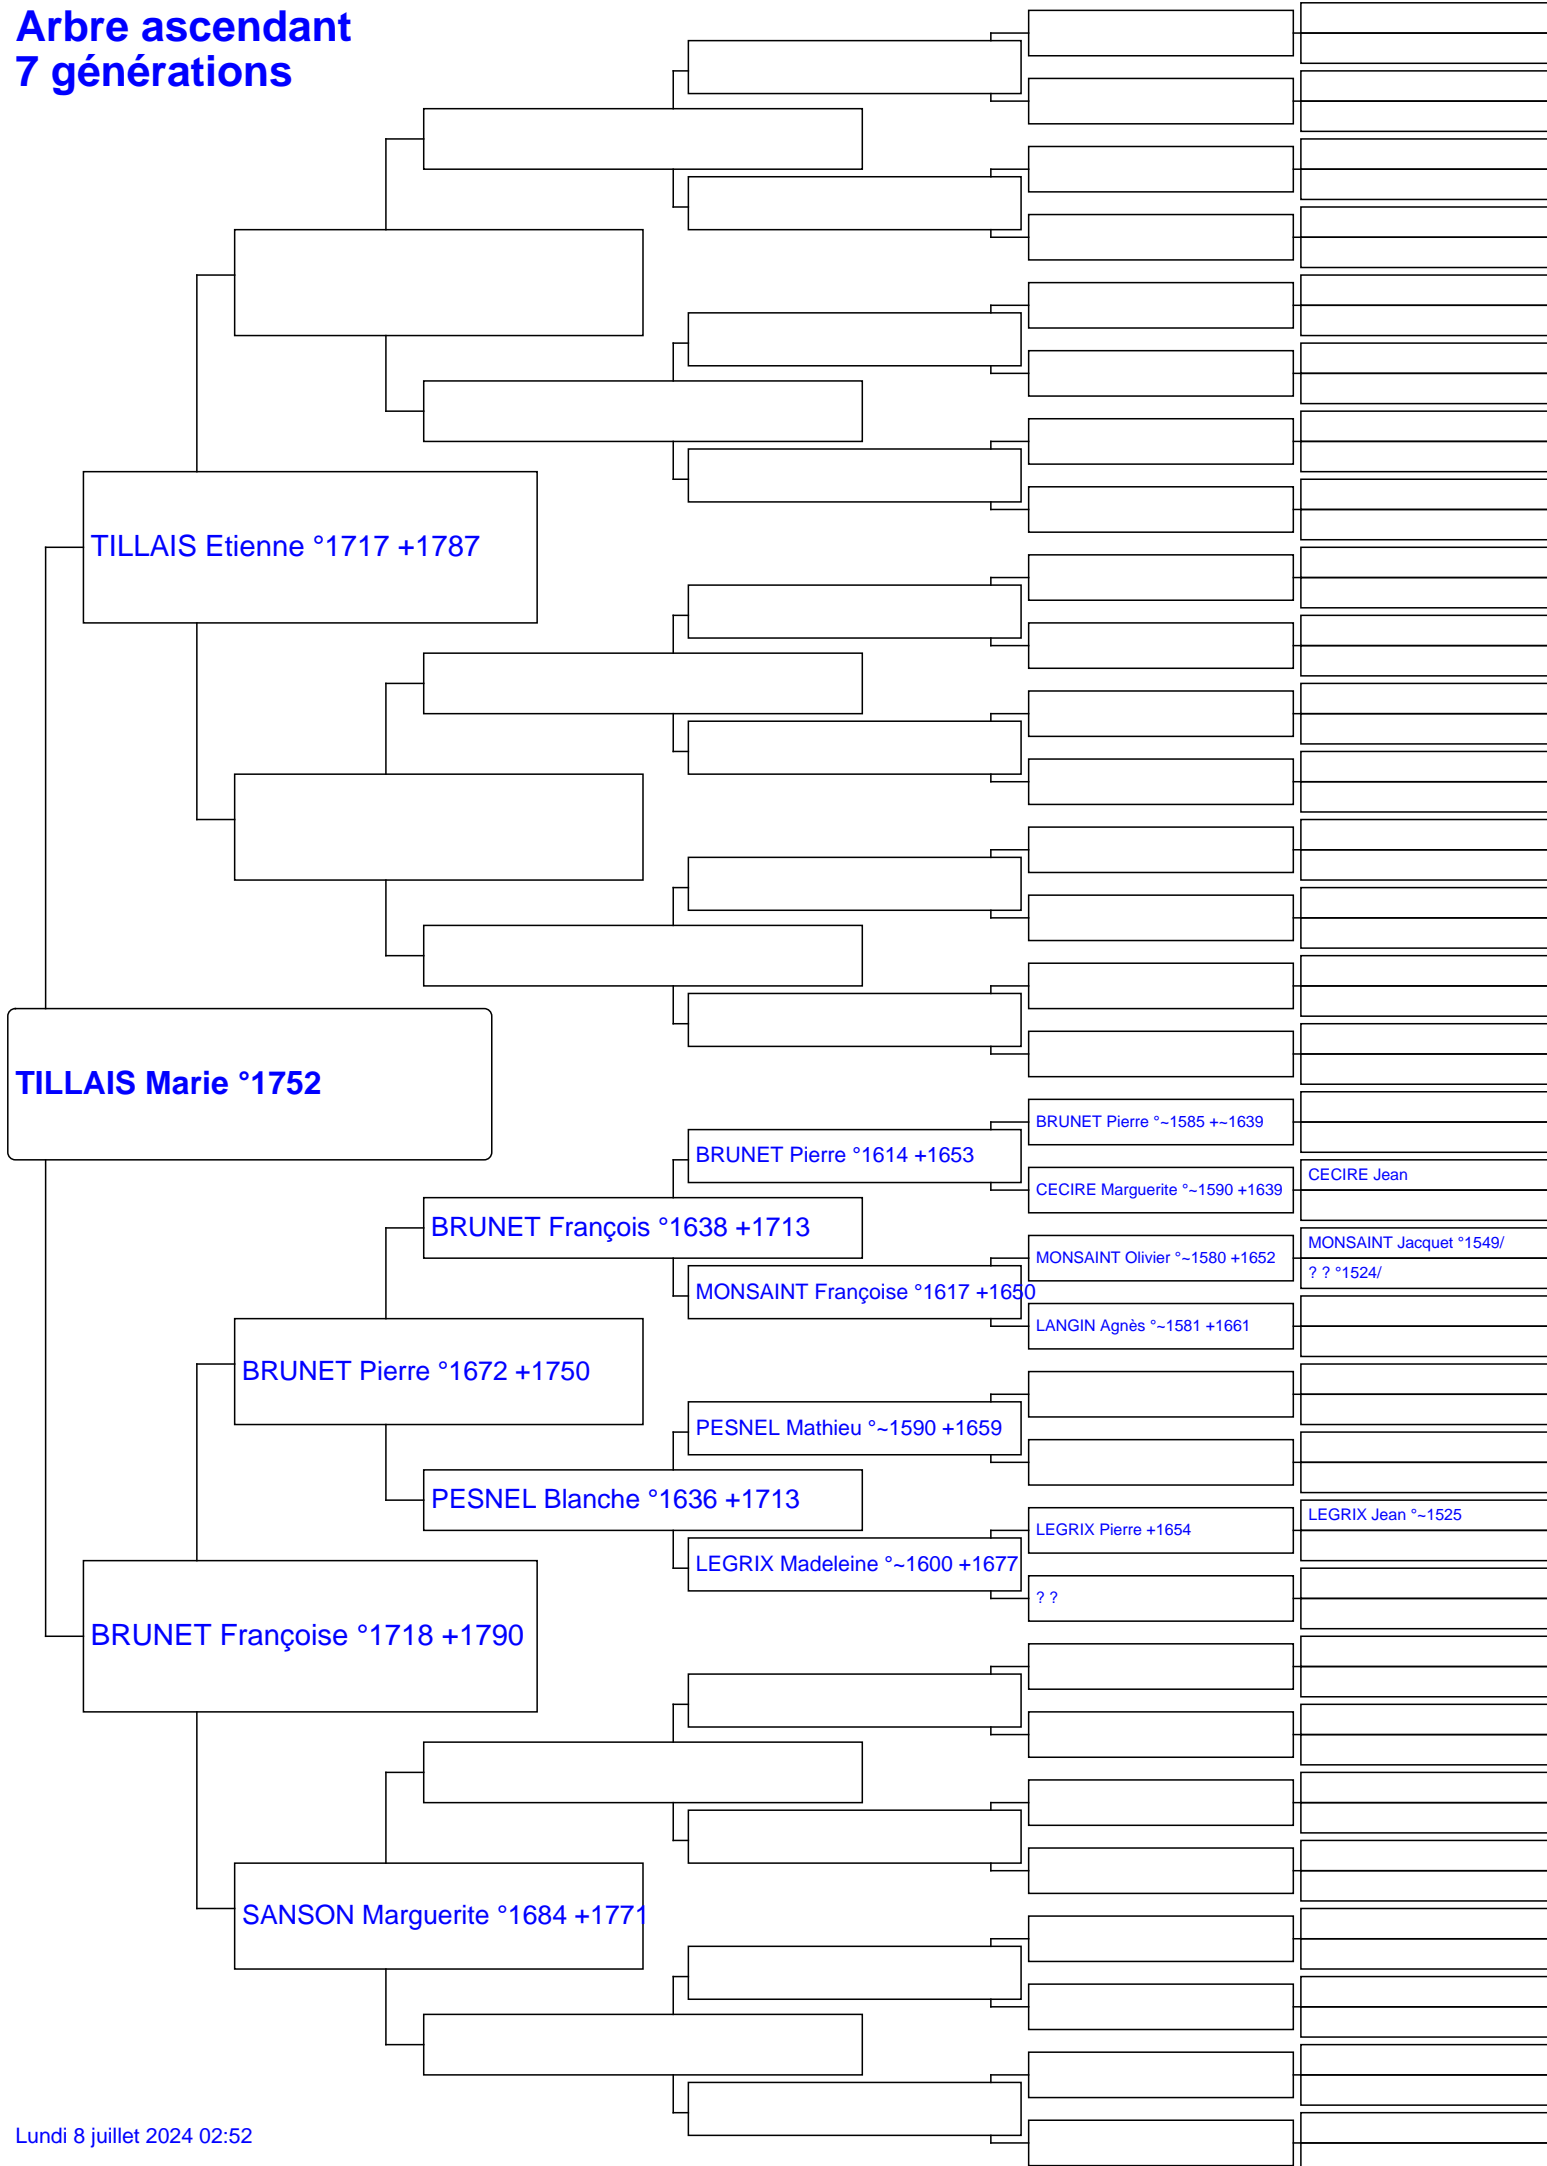 Arbre ascendant
7 générations
TILLAIS Etienne °1717 +1787
TILLAIS Marie °1752
BRUNET Pierre °~1585 +~1639
BRUNET Pierre °1614 +1653
CECIRE Jean
CECIRE Marguerite °~1590 +1639
BRUNET François °1638 +1713
MONSAINT Jacquet °1549/
MONSAINT Olivier °~1580 +1652
? ? °1524/
MONSAINT Françoise °1617 +1650
LANGIN Agnès °~1581 +1661
BRUNET Pierre °1672 +1750
PESNEL Mathieu °~1590 +1659
PESNEL Blanche °1636 +1713
LEGRIX Jean °~1525
LEGRIX Pierre +1654
LEGRIX Madeleine °~1600 +1677
? ?
BRUNET Françoise °1718 +1790
SANSON Marguerite °1684 +1771
Lundi 8 juillet 2024 02:52